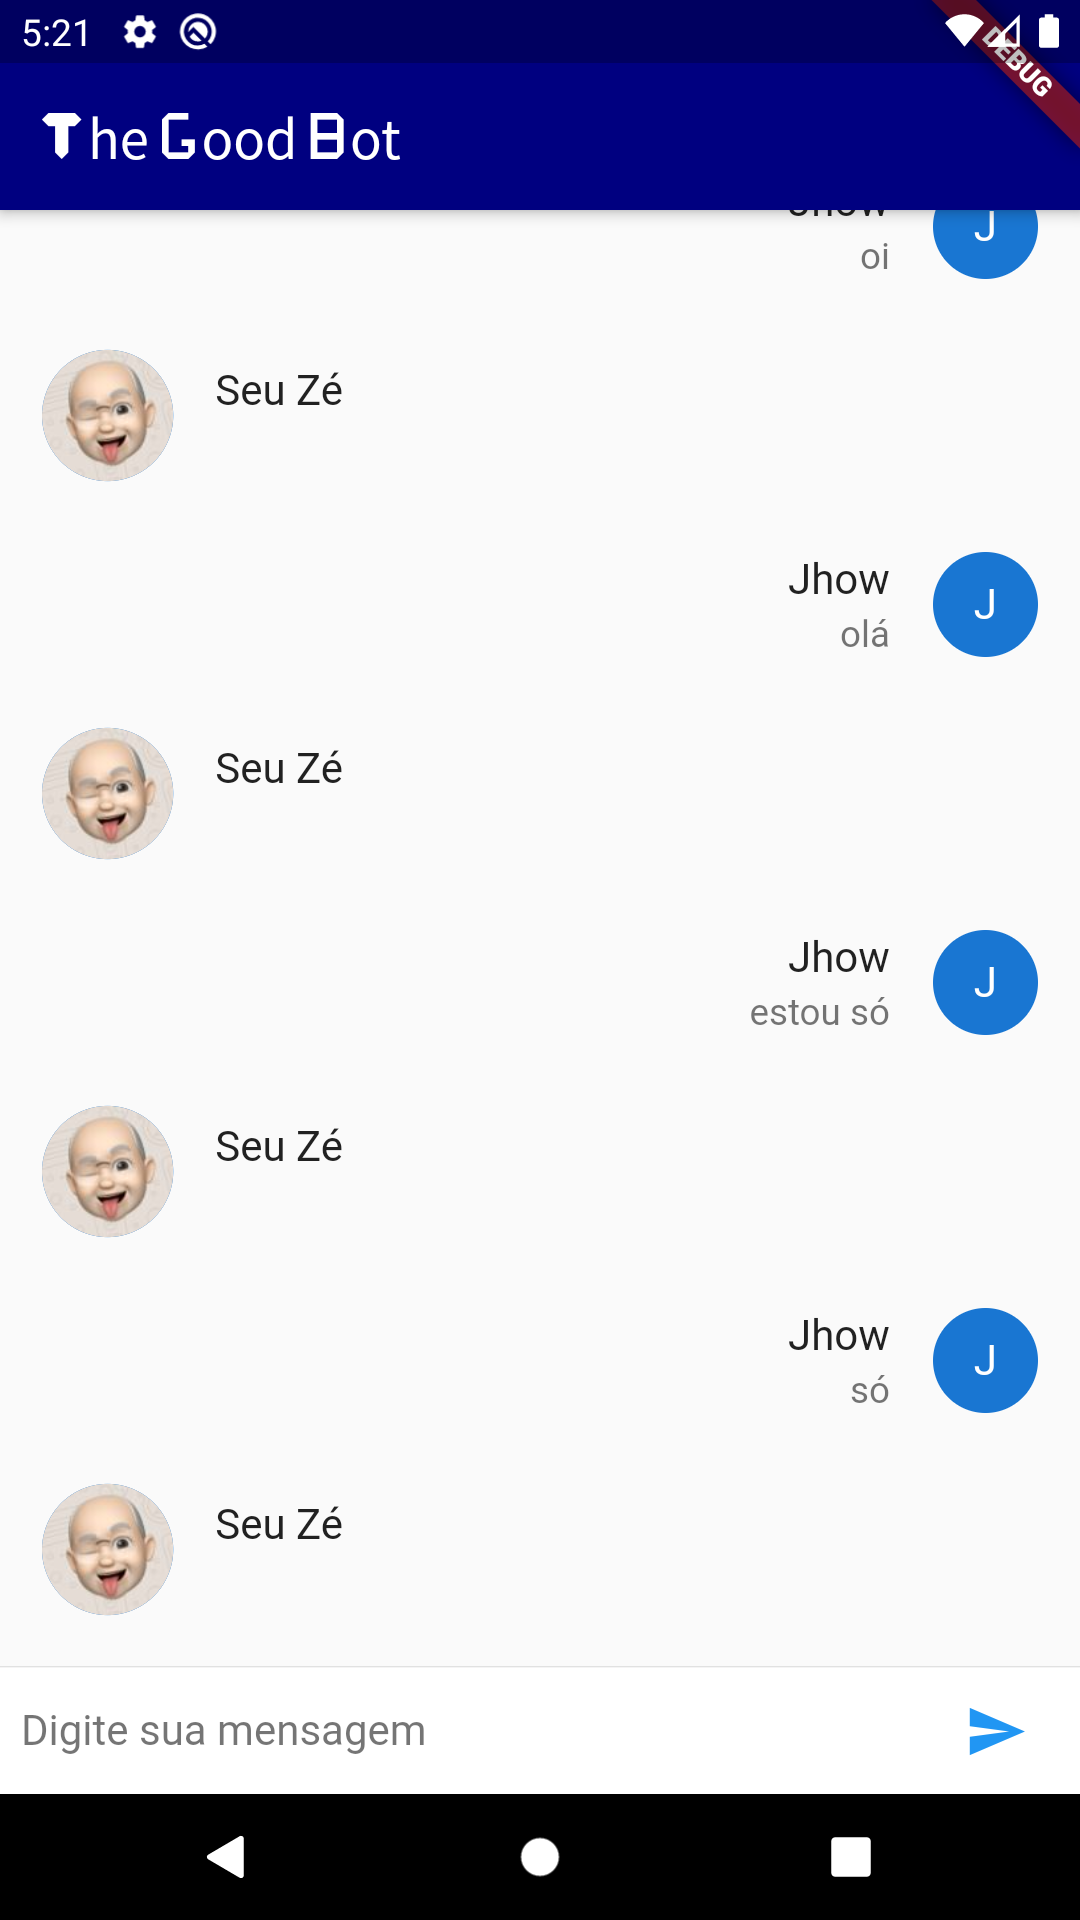 5:21
DEBUG
The Good Bot
Jhow
J
oi
Seu Zé
Jhow
J
olá
Seu Zé
Jhow
J
estou só
Seu Zé
Jhow
J
só
Seu Zé
Digite sua mensagem